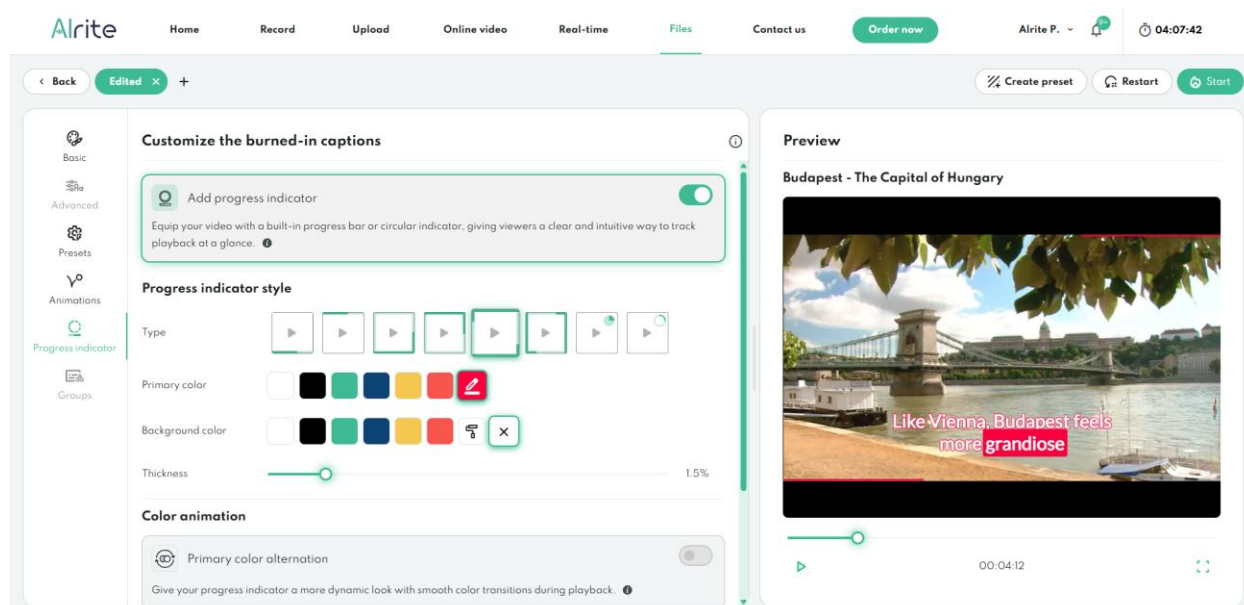 Alrite
Home Record Upload Online video Real-time Files Contact us Order now Alrite P. 9+ 04:07:42
Back Edited + Create preset Restart Start
Basic
Advanced
Presets
Animations
Progress indicator
Groups
Customize the burned-in captions
Add progress indicator
Equip your video with a built-in progress bar or circular indicator, giving viewers a clear and intuitive way to track
playback at a glance.
Progress indicator style
Type
Primary color
Background color
Thickness 1.5%
Color animation
Primary color alternation
Give your progress indicator a more dynamic look with smooth color transitions during playback.
Preview
Budapest - The Capital of Hungary
Like Vienna, Budapest feels
more grandiose
00:04:12